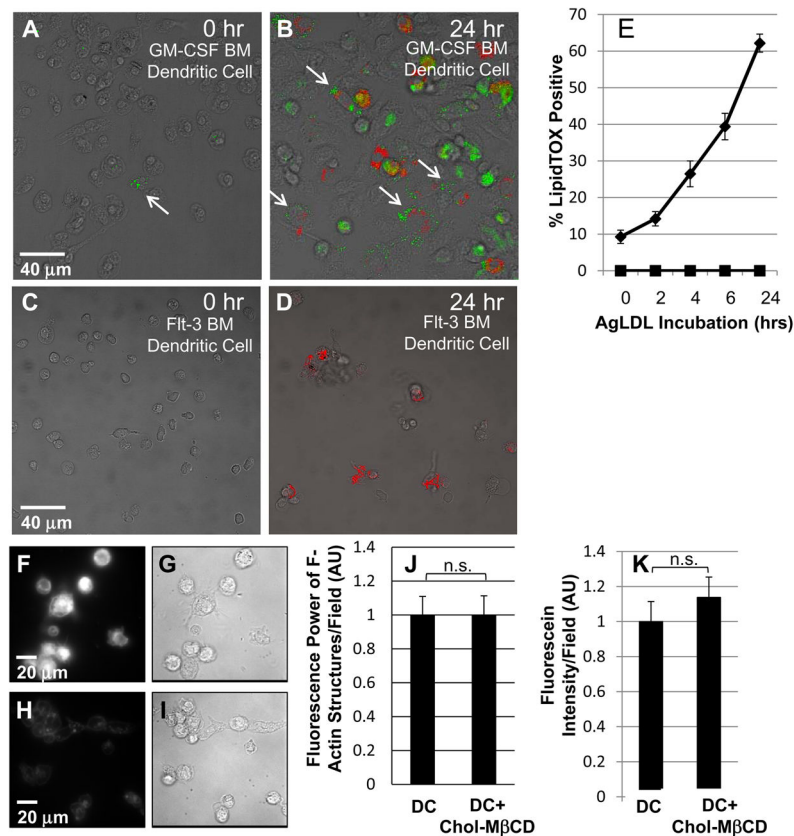 A
0 hr
GM-CSF BM
Dendritic Cell
40 μm
B
24 hr
GM-CSF BM
Dendritic Cell
C
0 hr
Flt-3 BM
Dendritic Cell
40 μm
D
24 hr
Flt-3 BM
Dendritic Cell
E
% LipidTOX Positive
70
60
50
40
30
20
10
0
0 2 4 6 24
AgLDL Incubation (hrs)
F
20 μm
G
H
20 μm
I
J
Fluorescence Power of F-
Actin Structures/Field (AU)
1.4
1.2
1
0.8
0.6
0.4
0.2
0
n.s.
DC DC+
Chol-MβCD
K
Fluorescein
Intensity/Field (AU)
1.4
1.2
1
0.8
0.6
0.4
0.2
0
n.s.
DC DC+
Chol-MβCD